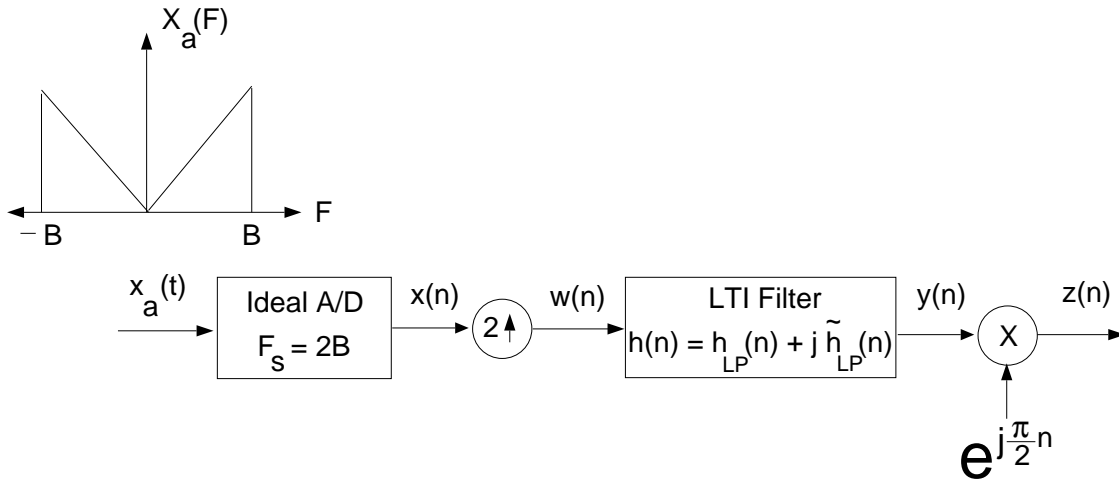 X_a(F)
F
– B
B
x_a(t)
Ideal A/D
F_s = 2B
x(n)
2↑
w(n)
LTI Filter
h(n) = h_LP(n) + j h̃_LP(n)
y(n)
X
z(n)
e^{j π/2 n}